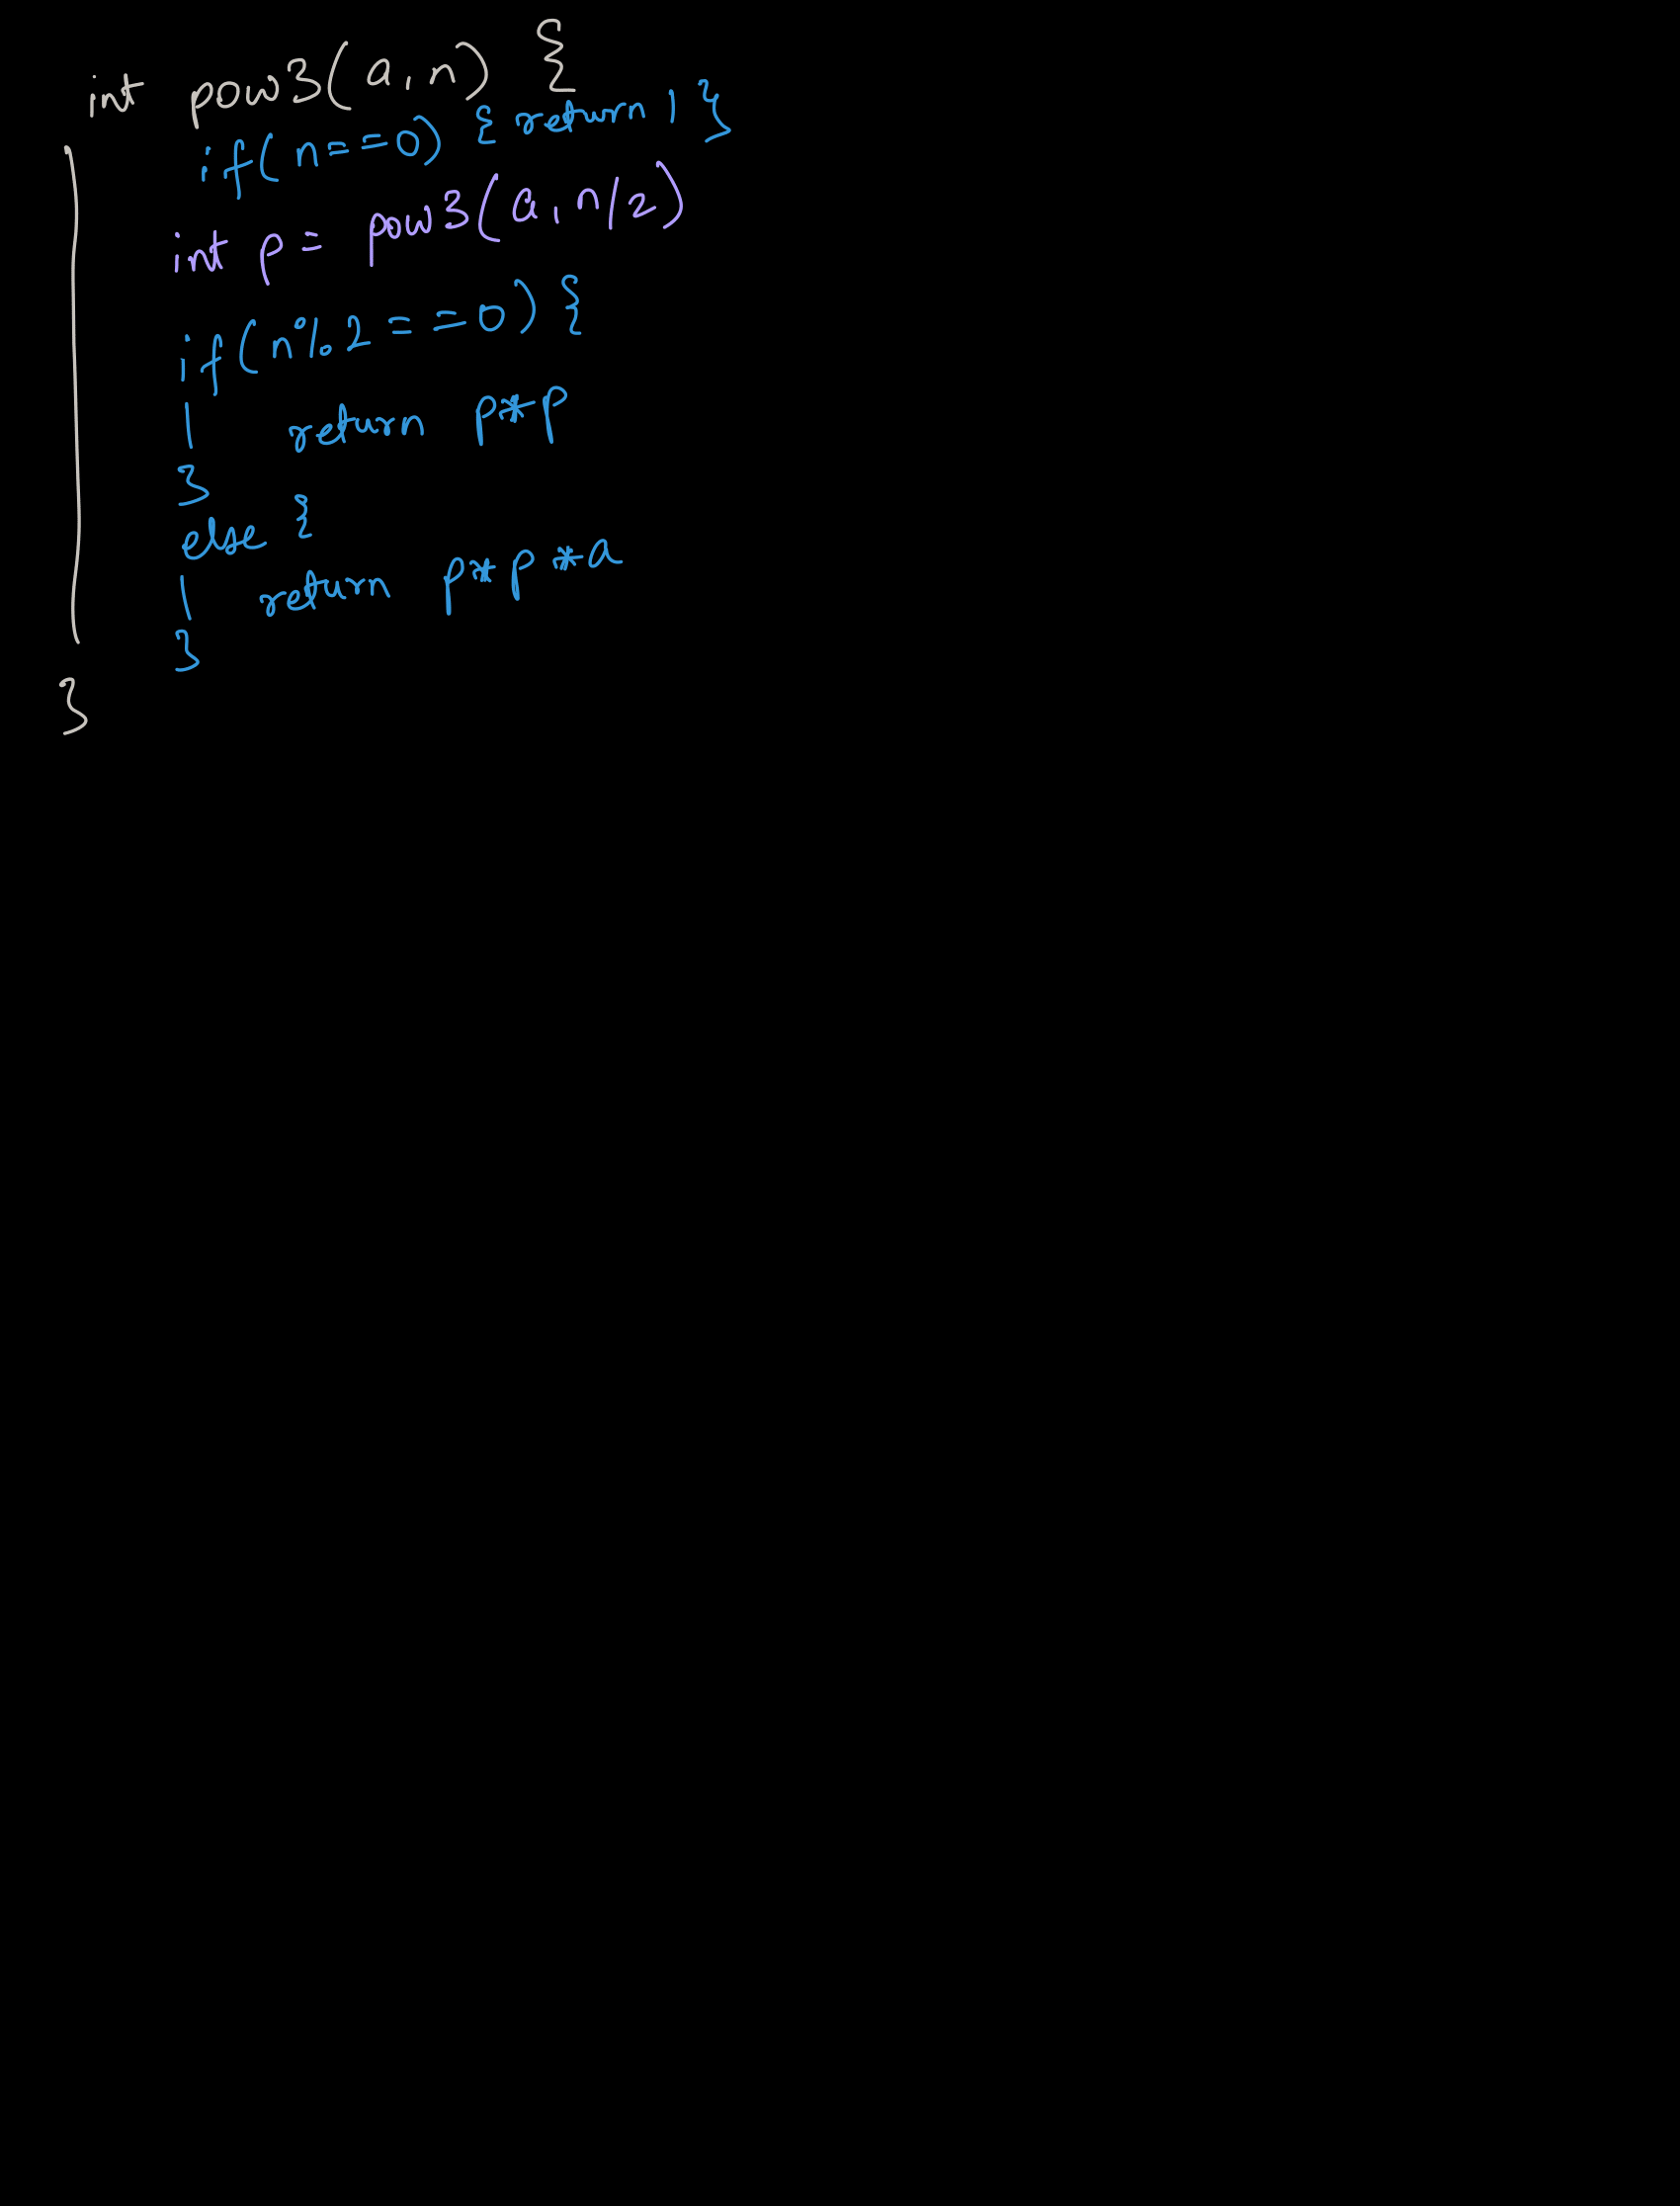 int pow3(a,n) {
if(n==0) {return 1}
int p = pow3(a, n/2)
if(n%2==0) {
return p*p
}
else {
return p*p*a
}
}